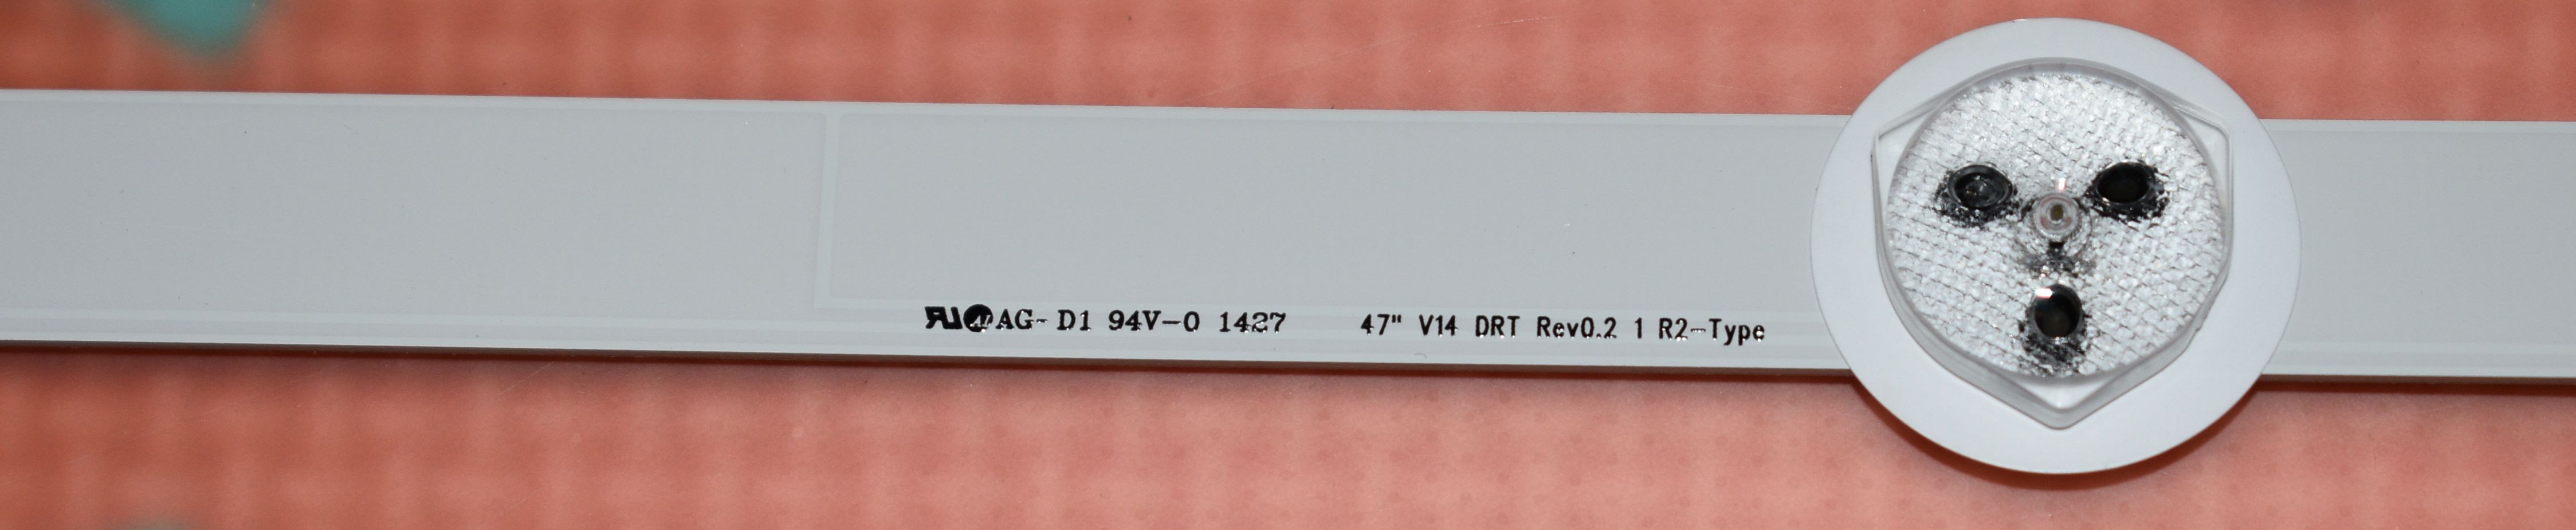 AG- D1 94V-0 1427 47" V14 DRT Rev0.2 1 R2-Type